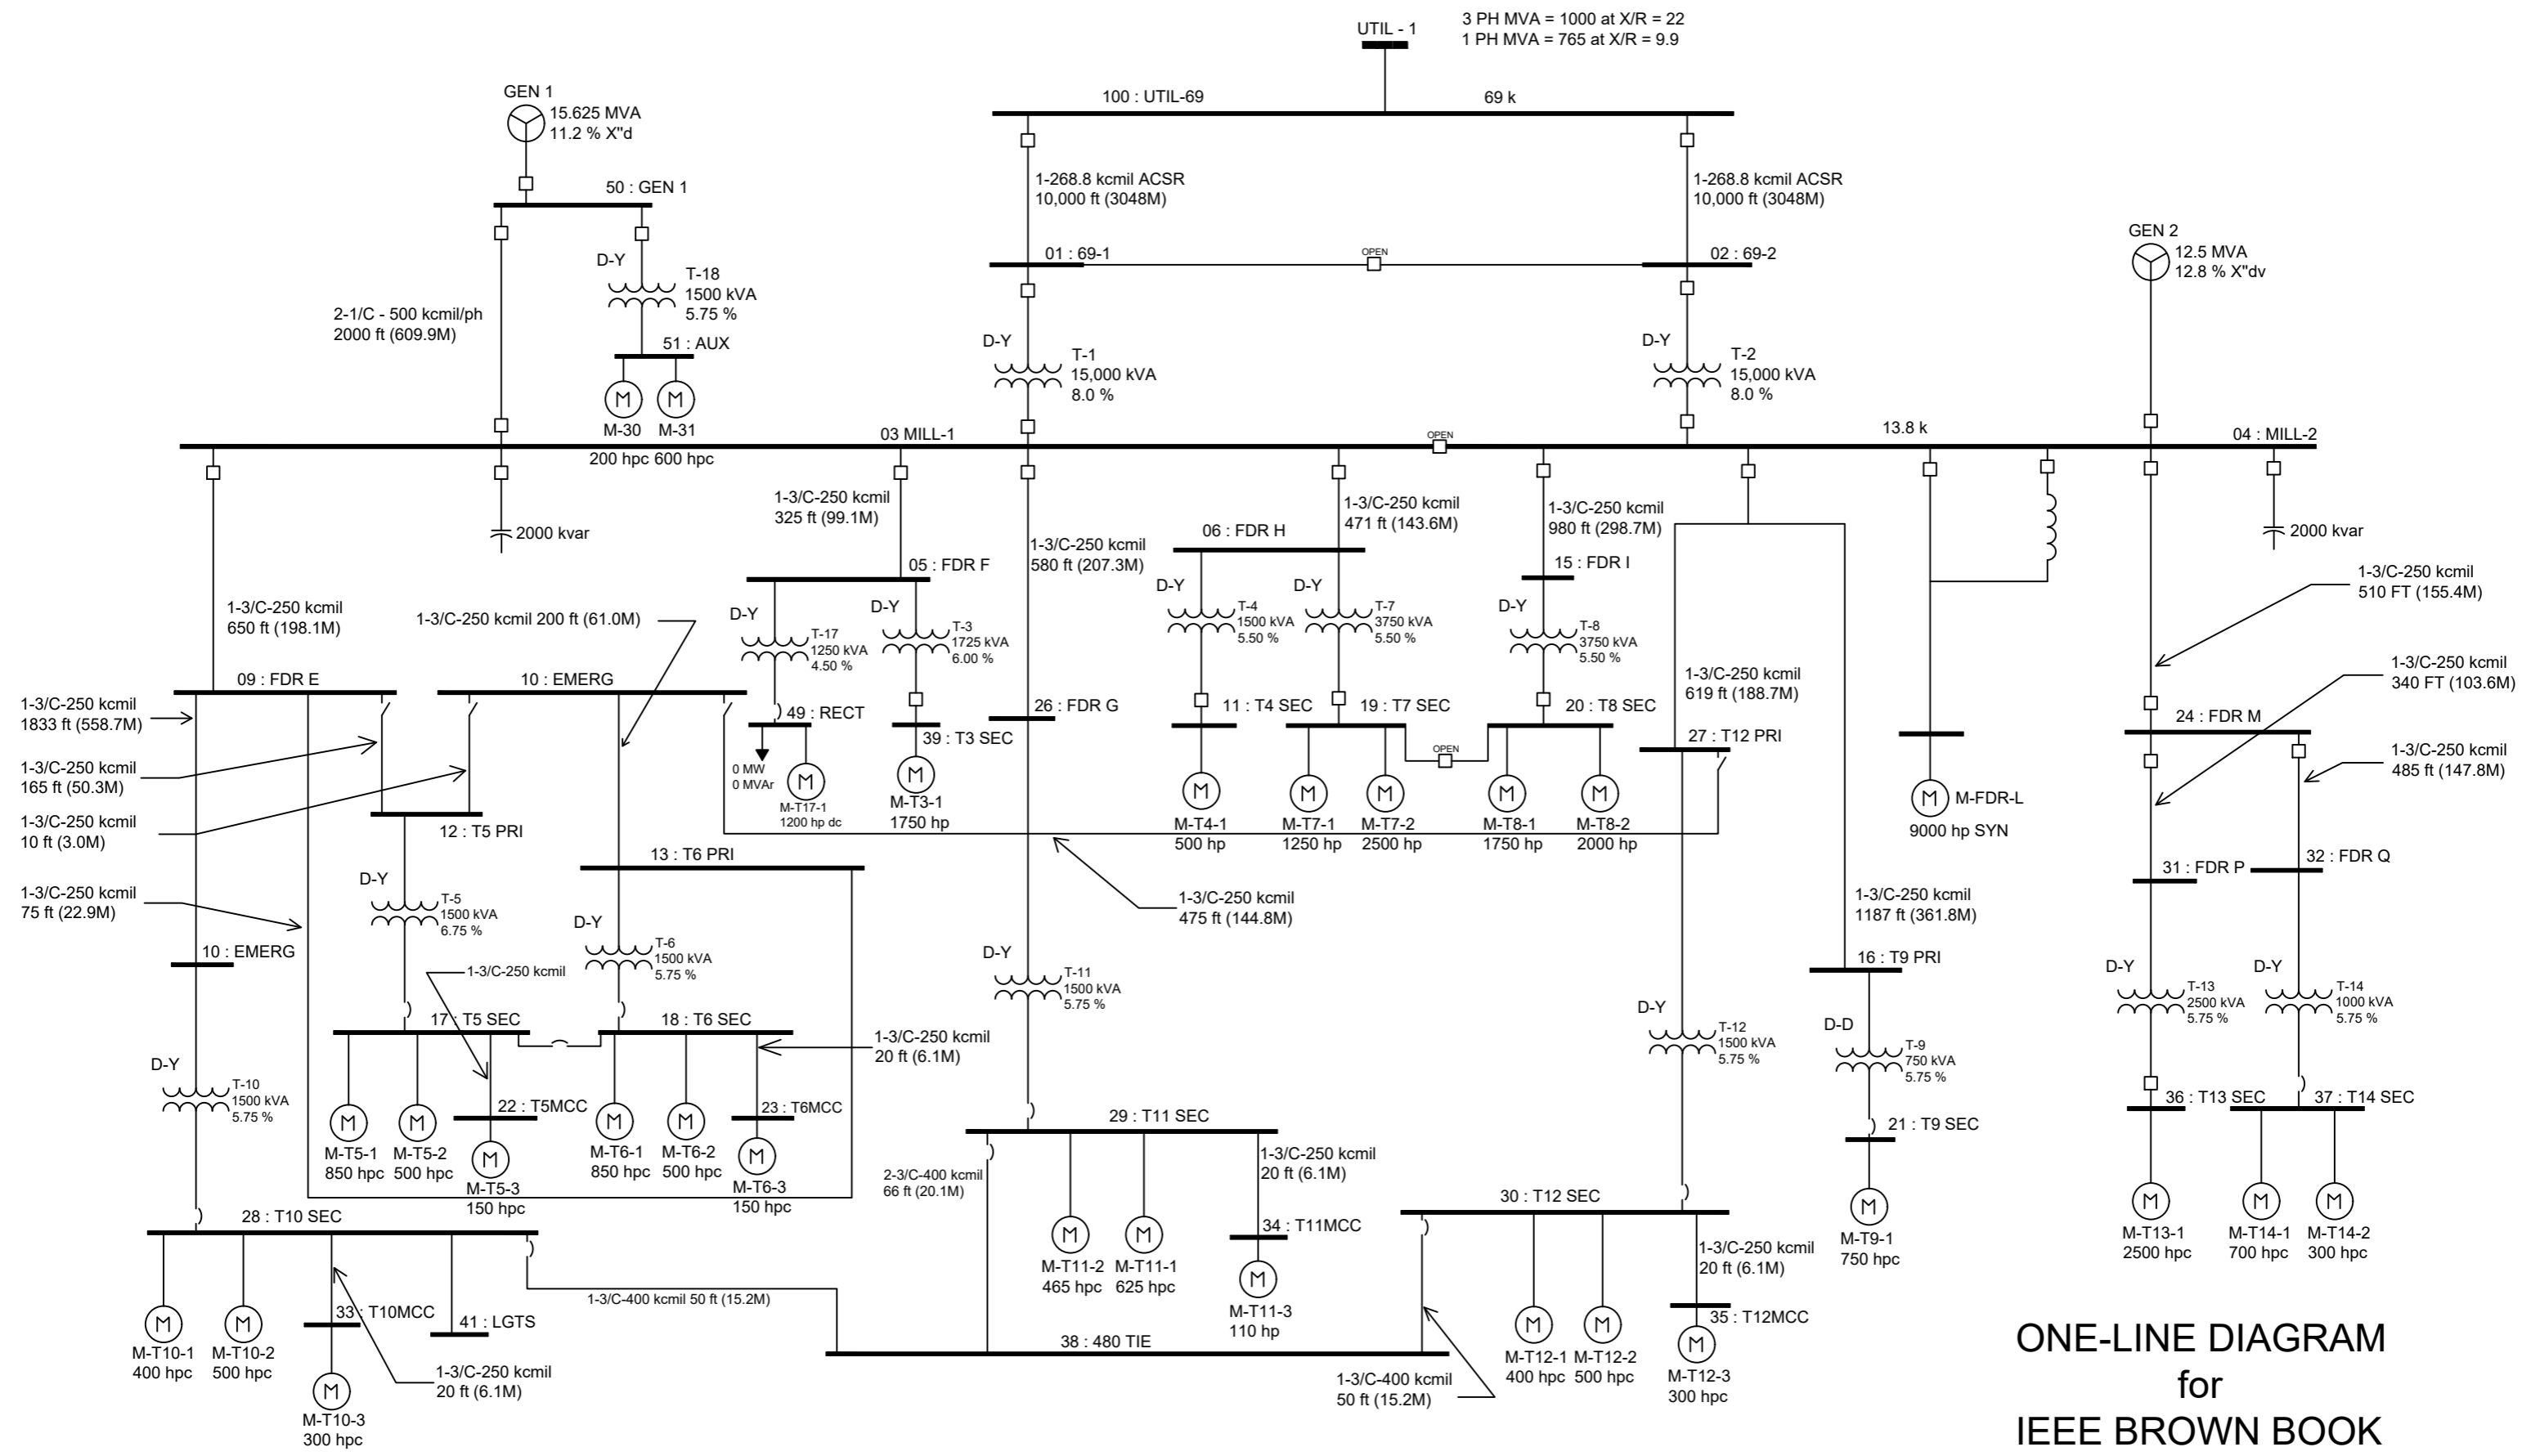 UTIL - 1
3 PH MVA = 1000 at X/R = 22
1 PH MVA = 765 at X/R = 9.9
100 : UTIL-69
69 k
GEN 1
15.625 MVA
11.2 % X"d
50 : GEN 1
1-268.8 kcmil ACSR
10,000 ft (3048M)
1-268.8 kcmil ACSR
10,000 ft (3048M)
01 : 69-1
OPEN
02 : 69-2
GEN 2
12.5 MVA
12.8 % X"dv
D-Y
T-18
1500 kVA
5.75 %
2-1/C - 500 kcmil/ph
2000 ft (609.9M)
51 : AUX
M
M
M-30
M-31
200 hpc
600 hpc
D-Y
T-1
15,000 kVA
8.0 %
D-Y
T-2
15,000 kVA
8.0 %
03 MILL-1
OPEN
13.8 k
04 : MILL-2
2000 kvar
1-3/C-250 kcmil
325 ft (99.1M)
1-3/C-250 kcmil
580 ft (207.3M)
1-3/C-250 kcmil
471 ft (143.6M)
1-3/C-250 kcmil
980 ft (298.7M)
2000 kvar
05 : FDR F
06 : FDR H
15 : FDR I
1-3/C-250 kcmil
510 FT (155.4M)
1-3/C-250 kcmil
650 ft (198.1M)
1-3/C-250 kcmil 200 ft (61.0M)
D-Y
T-17
1250 kVA
4.50 %
D-Y
T-3
1725 kVA
6.00 %
D-Y
T-4
1500 kVA
5.50 %
D-Y
T-7
3750 kVA
5.50 %
D-Y
T-8
3750 kVA
5.50 %
1-3/C-250 kcmil
619 ft (188.7M)
1-3/C-250 kcmil
340 FT (103.6M)
09 : FDR E
10 : EMERG
49 : RECT
39 : T3 SEC
26 : FDR G
11 : T4 SEC
19 : T7 SEC
OPEN
20 : T8 SEC
27 : T12 PRI
24 : FDR M
1-3/C-250 kcmil
1833 ft (558.7M)
1-3/C-250 kcmil
165 ft (50.3M)
1-3/C-250 kcmil
10 ft (3.0M)
1-3/C-250 kcmil
75 ft (22.9M)
0 MW
0 MVAr
M
M-T17-1
1200 hp dc
M
M-T3-1
1750 hp
M
M-T4-1
500 hp
M
M-T7-1
1250 hp
M
M-T7-2
2500 hp
M
M-T8-1
1750 hp
M
M-T8-2
2000 hp
M
M-FDR-L
9000 hp SYN
1-3/C-250 kcmil
485 ft (147.8M)
12 : T5 PRI
13 : T6 PRI
31 : FDR P
32 : FDR Q
1-3/C-250 kcmil
475 ft (144.8M)
1-3/C-250 kcmil
1187 ft (361.8M)
D-Y
T-5
1500 kVA
6.75 %
D-Y
T-6
1500 kVA
5.75 %
1-3/C-250 kcmil
10 : EMERG
D-Y
T-11
1500 kVA
5.75 %
16 : T9 PRI
D-Y
T-12
1500 kVA
5.75 %
D-D
T-9
750 kVA
5.75 %
D-Y
T-13
2500 kVA
5.75 %
D-Y
T-14
1000 kVA
5.75 %
17 : T5 SEC
18 : T6 SEC
1-3/C-250 kcmil
20 ft (6.1M)
D-Y
T-10
1500 kVA
5.75 %
22 : T5MCC
23 : T6MCC
M
M-T5-1
850 hpc
M
M-T5-2
500 hpc
M
M-T5-3
150 hpc
M
M-T6-1
850 hpc
M
M-T6-2
500 hpc
M
M-T6-3
150 hpc
29 : T11 SEC
21 : T9 SEC
36 : T13 SEC
37 : T14 SEC
2-3/C-400 kcmil
66 ft (20.1M)
1-3/C-250 kcmil
20 ft (6.1M)
30 : T12 SEC
M
M-T9-1
750 hpc
M
M-T13-1
2500 hpc
M
M-T14-1
700 hpc
M
M-T14-2
300 hpc
28 : T10 SEC
34 : T11MCC
M
M-T11-2
465 hpc
M
M-T11-1
625 hpc
M
M-T11-3
110 hp
1-3/C-250 kcmil
20 ft (6.1M)
1-3/C-400 kcmil 50 ft (15.2M)
33 : T10MCC
41 : LGTS
38 : 480 TIE
35 : T12MCC
M
M-T10-1
400 hpc
M
M-T10-2
500 hpc
M
M-T10-3
300 hpc
1-3/C-250 kcmil
20 ft (6.1M)
1-3/C-400 kcmil
50 ft (15.2M)
M
M-T12-1
400 hpc
M
M-T12-2
500 hpc
M
M-T12-3
300 hpc
ONE-LINE DIAGRAM
for
IEEE BROWN BOOK